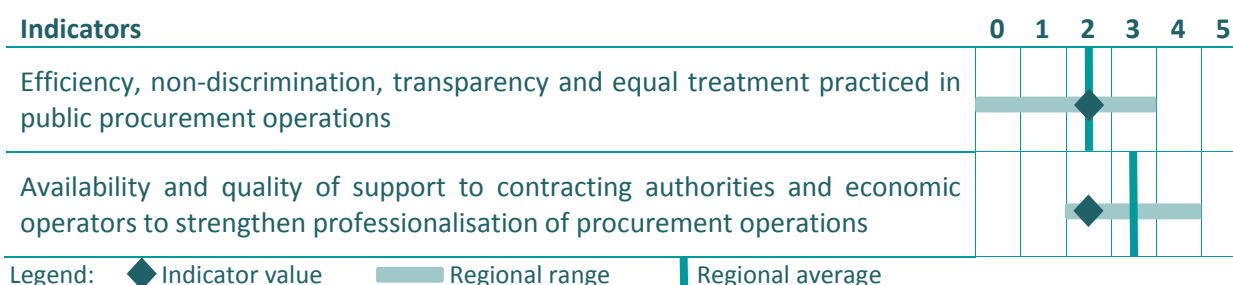 Indicators 0 1 2 3 4 5
Efficiency, non-discrimination, transparency and equal treatment practiced in
public procurement operations
Availability and quality of support to contracting authorities and economic
operators to strengthen professionalisation of procurement operations
Legend: Indicator value Regional range Regional average